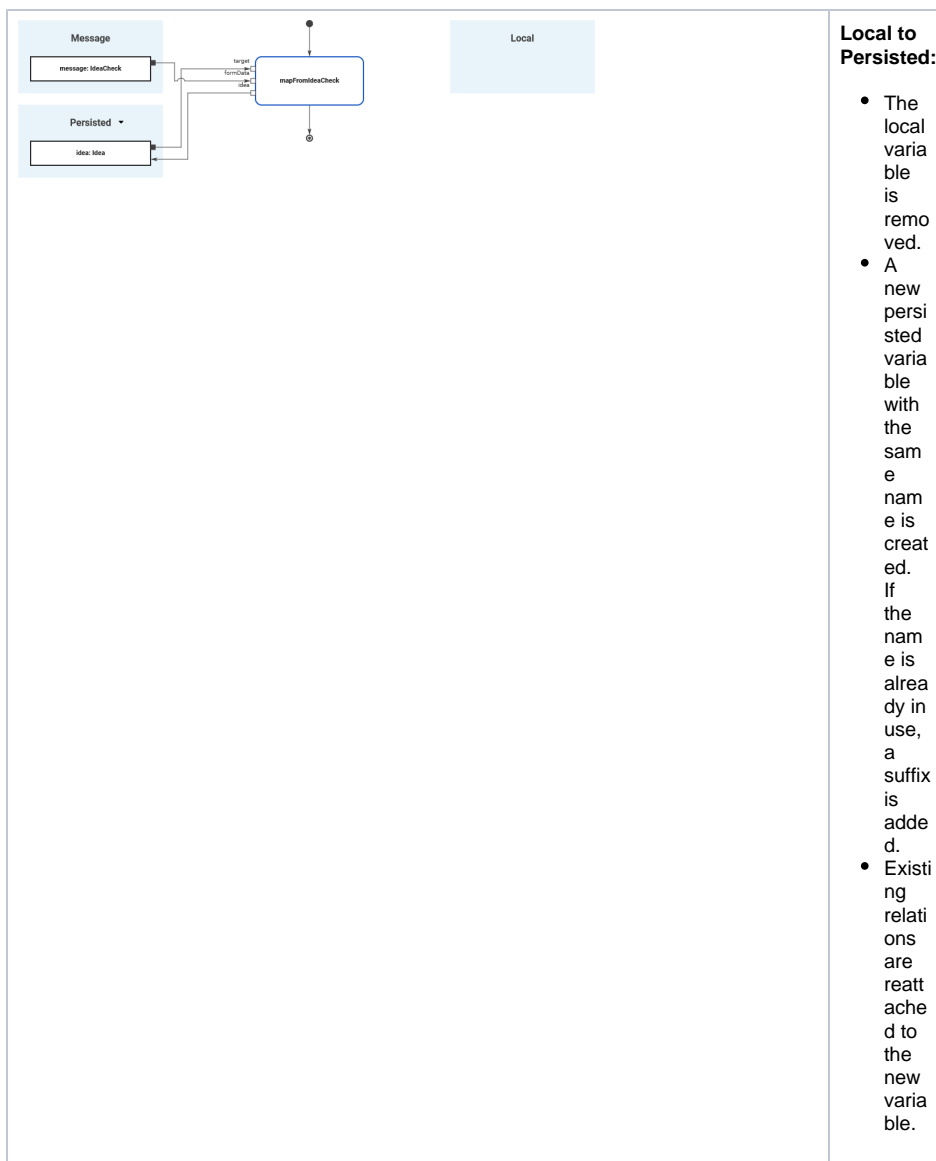 Message
Local
message: IdeaCheck
target
formData
idea
mapFromIdeaCheck
Persisted
idea: Idea
Local to
Persisted:
The
local
varia
ble
is
remo
ved.
A
new
persi
sted
varia
ble
with
the
sam
e
nam
e is
creat
ed.
If
the
nam
e is
alrea
dy in
use,
a
suffix
is
adde
d.
Existi
ng
relati
ons
are
reatt
ache
d to
the
new
varia
ble.